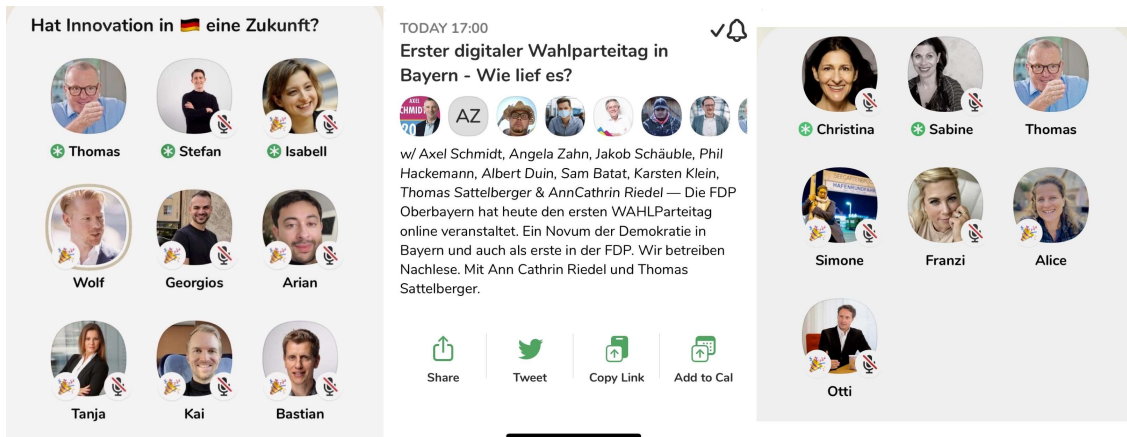 Hat Innovation in 🇩🇪 eine Zukunft?
Thomas
Stefan
Isabell
Wolf
Georgios
Arian
Tanja
Kai
Bastian
TODAY 17:00
Erster digitaler Wahlparteitag in
Bayern - Wie lief es?
AXEL
CHMID
20
AZ
w/ Axel Schmidt, Angela Zahn, Jakob Schäuble, Phil
Hackemann, Albert Duin, Sam Batat, Karsten Klein,
Thomas Sattelberger & AnnCathrin Riedel — Die FDP
Oberbayern hat heute den ersten WAHLParteitag
online veranstaltet. Ein Novum der Demokratie in
Bayern und auch als erste in der FDP. Wir betreiben
Nachlese. Mit Ann Cathrin Riedel und Thomas
Sattelberger.
Share
Tweet
Copy Link
Add to Cal
Christina
Sabine
Thomas
Simone
Franzi
Alice
Otti